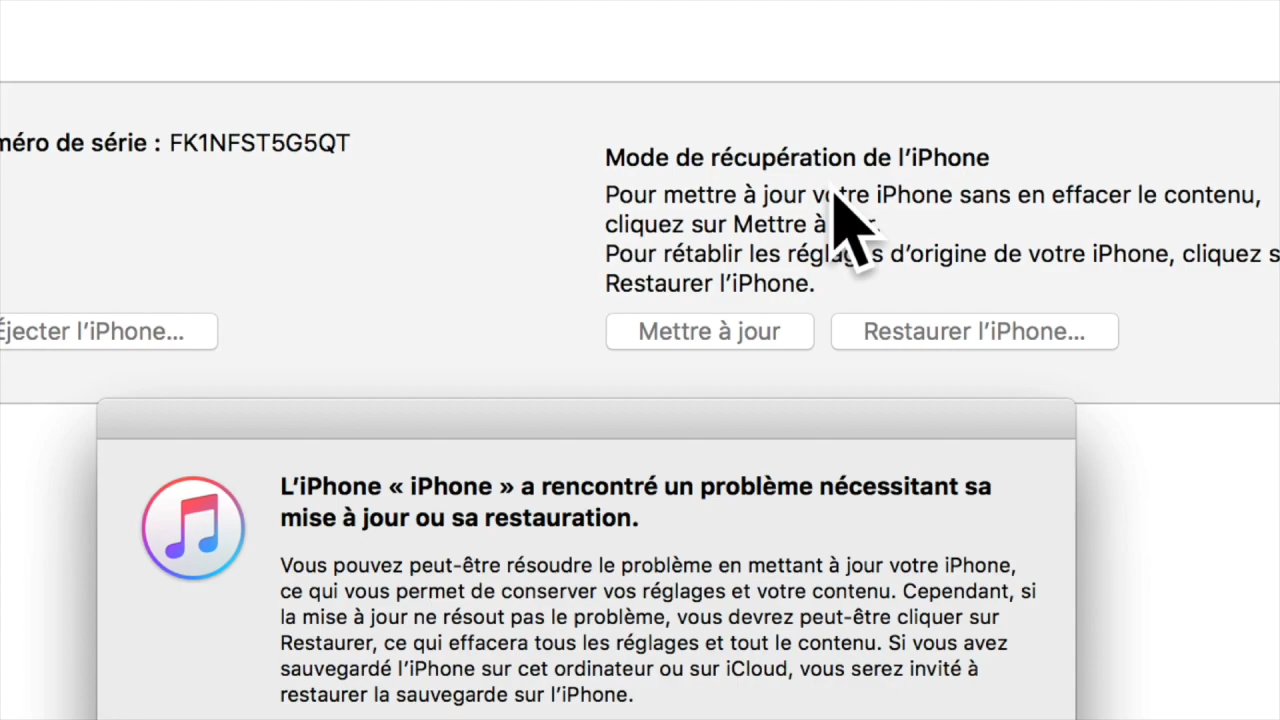 méro de série : FK1NFST5G5QT
Mode de récupération de l’iPhone
Pour mettre à jour votre iPhone sans en effacer le contenu,
cliquez sur Mettre à
Pour rétablir les réglages d’origine de votre iPhone, cliquez s
Restaurer l’iPhone.
Éjecter l’iPhone...
Mettre à jour
Restaurer l’iPhone...
L’iPhone « iPhone » a rencontré un problème nécessitant sa
mise à jour ou sa restauration.
Vous pouvez peut-être résoudre le problème en mettant à jour votre iPhone,
ce qui vous permet de conserver vos réglages et votre contenu. Cependant, si
la mise à jour ne résout pas le problème, vous devrez peut-être cliquer sur
Restaurer, ce qui effacera tous les réglages et tout le contenu. Si vous avez
sauvegardé l’iPhone sur cet ordinateur ou sur iCloud, vous serez invité à
restaurer la sauvegarde sur l’iPhone.